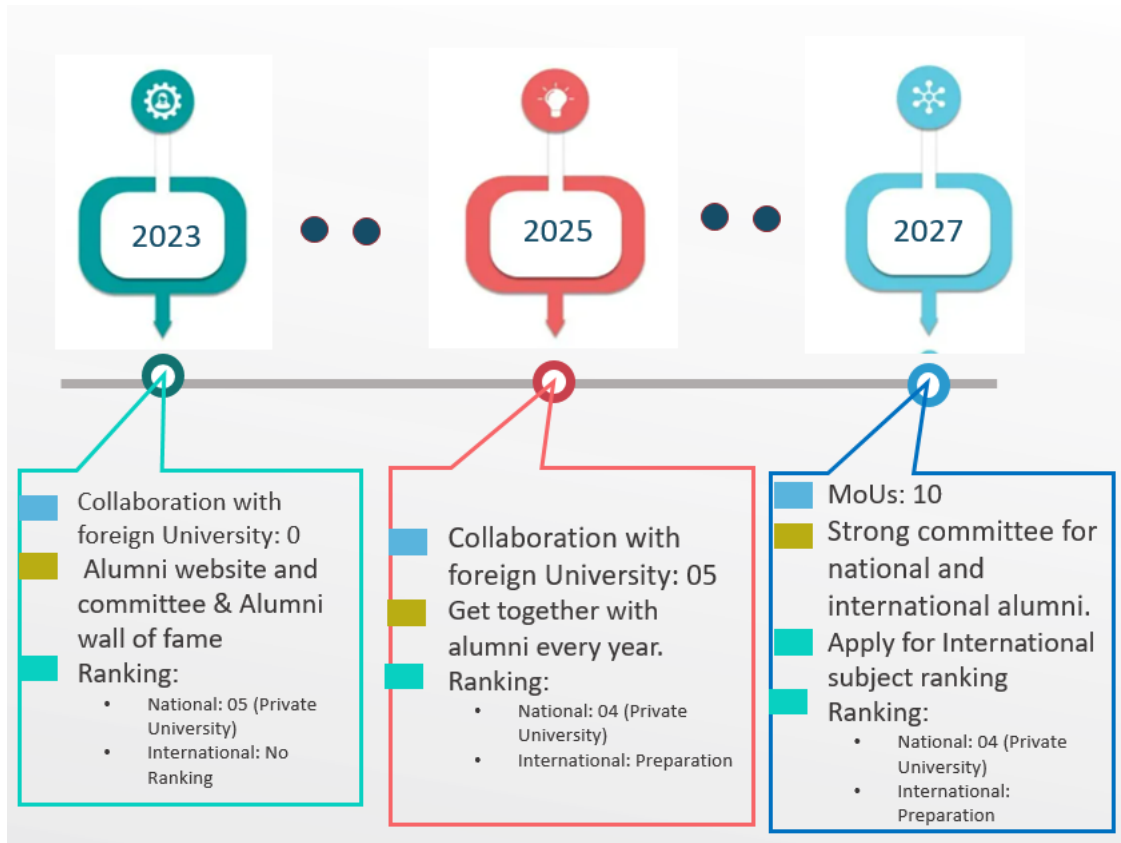 2023
2025
2027
Collaboration with
foreign University: 0
Alumni website and
committee & Alumni
wall of fame
Ranking:
• National: 05 (Private
University)
• International: No
Ranking
Collaboration with
foreign University: 05
Get together with
alumni every year.
Ranking:
• National: 04 (Private
University)
• International: Preparation
MoUs: 10
Strong committee for
national and
international alumni.
Apply for International
subject ranking
Ranking:
• National: 04 (Private
University)
• International:
Preparation